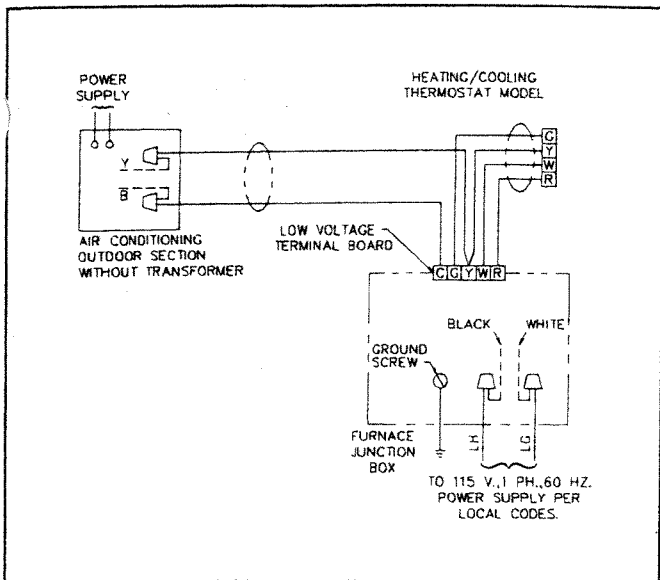 POWER
SUPPLY
HEATING/COOLING
THERMOSTAT MODEL
G
Y
W
R
Y
B
AIR CONDITIONING
OUTDOOR SECTION
WITHOUT TRANSFORMER
LOW VOLTAGE
TERMINAL BOARD
C G Y W R
BLACK
WHITE
GROUND
SCREW
FURNACE
JUNCTION
BOX
LH
LG
TO 115 V.,1 PH.,60 HZ.
POWER SUPPLY PER
LOCAL CODES.